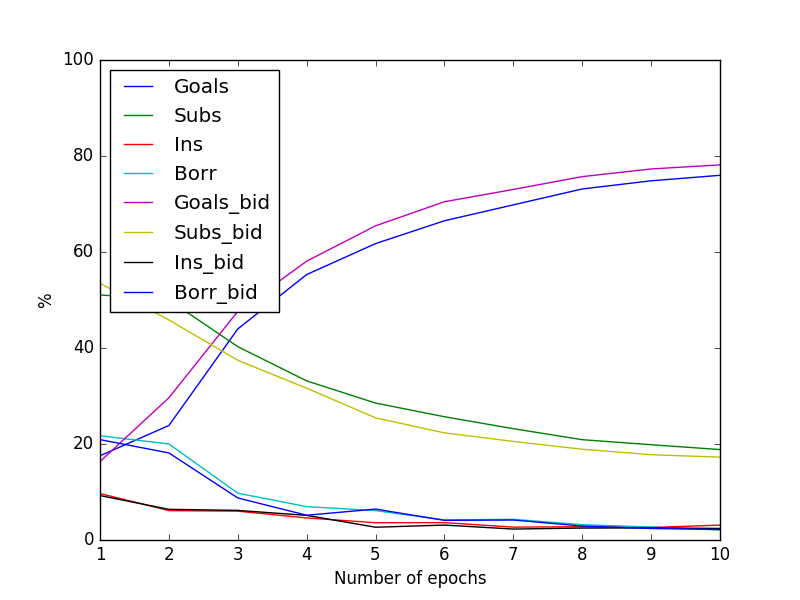 100
80
60
40
20
0
%
Goals
Subs
Ins
Borr
Goals_bid
Subs_bid
Ins_bid
Borr_bid
1 2 3 4 5 6 7 8 9 10
Number of epochs